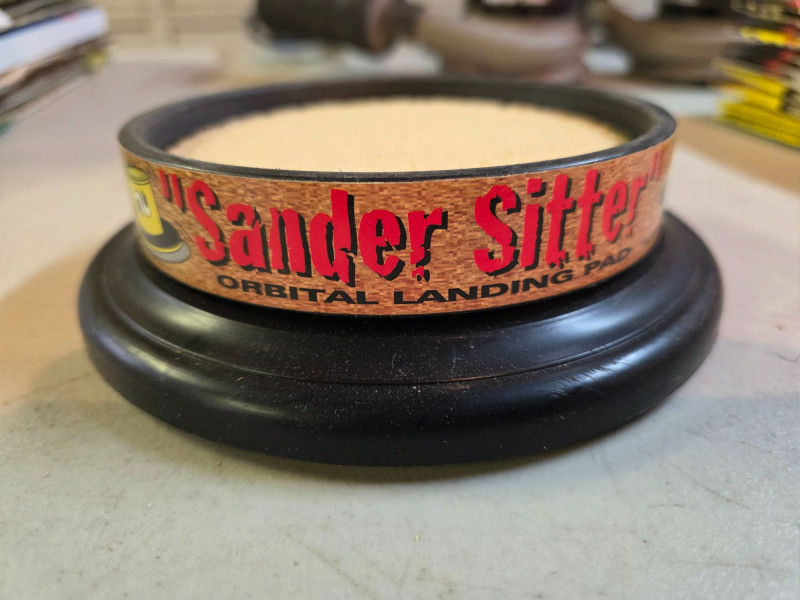 "Sander Sitter"
ORBITAL LANDING PAD